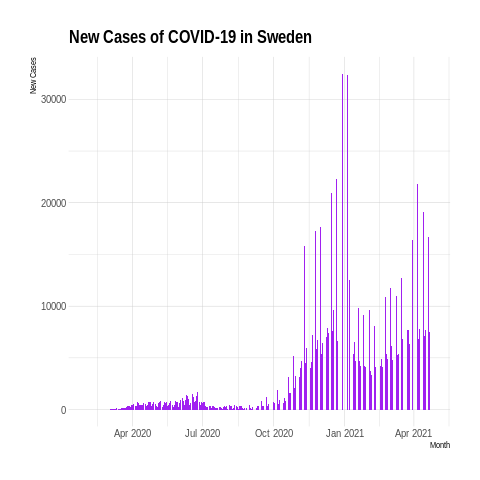 New Cases of COVID-19 in Sweden
New Cases
30000
20000
10000
0
Apr 2020 Jul 2020 Oct 2020 Jan 2021 Apr 2021
Month